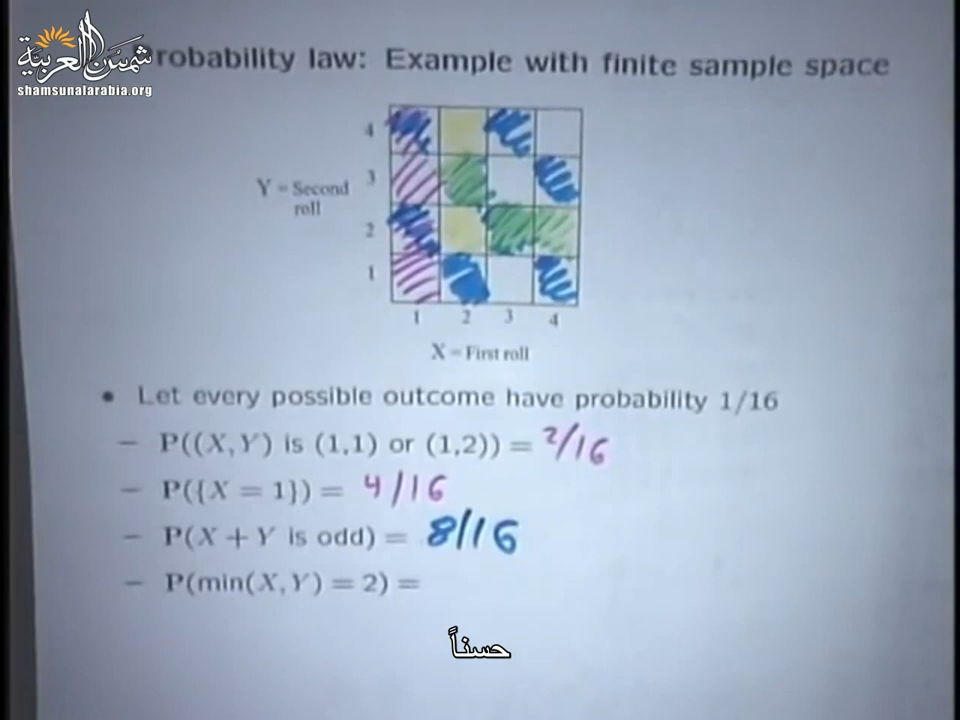 شمس العربية
shamsunalarabia.org
robability law: Example with finite sample space
4
3
2
1
Y = Second
roll
1 2 3 4
X = First roll
• Let every possible outcome have probability 1/16
– P((X, Y) is (1,1) or (1,2)) = 2/16
– P({X = 1}) = 4/16
– P(X + Y is odd) = 8/16
– P(min(X, Y) = 2) =
حسناً